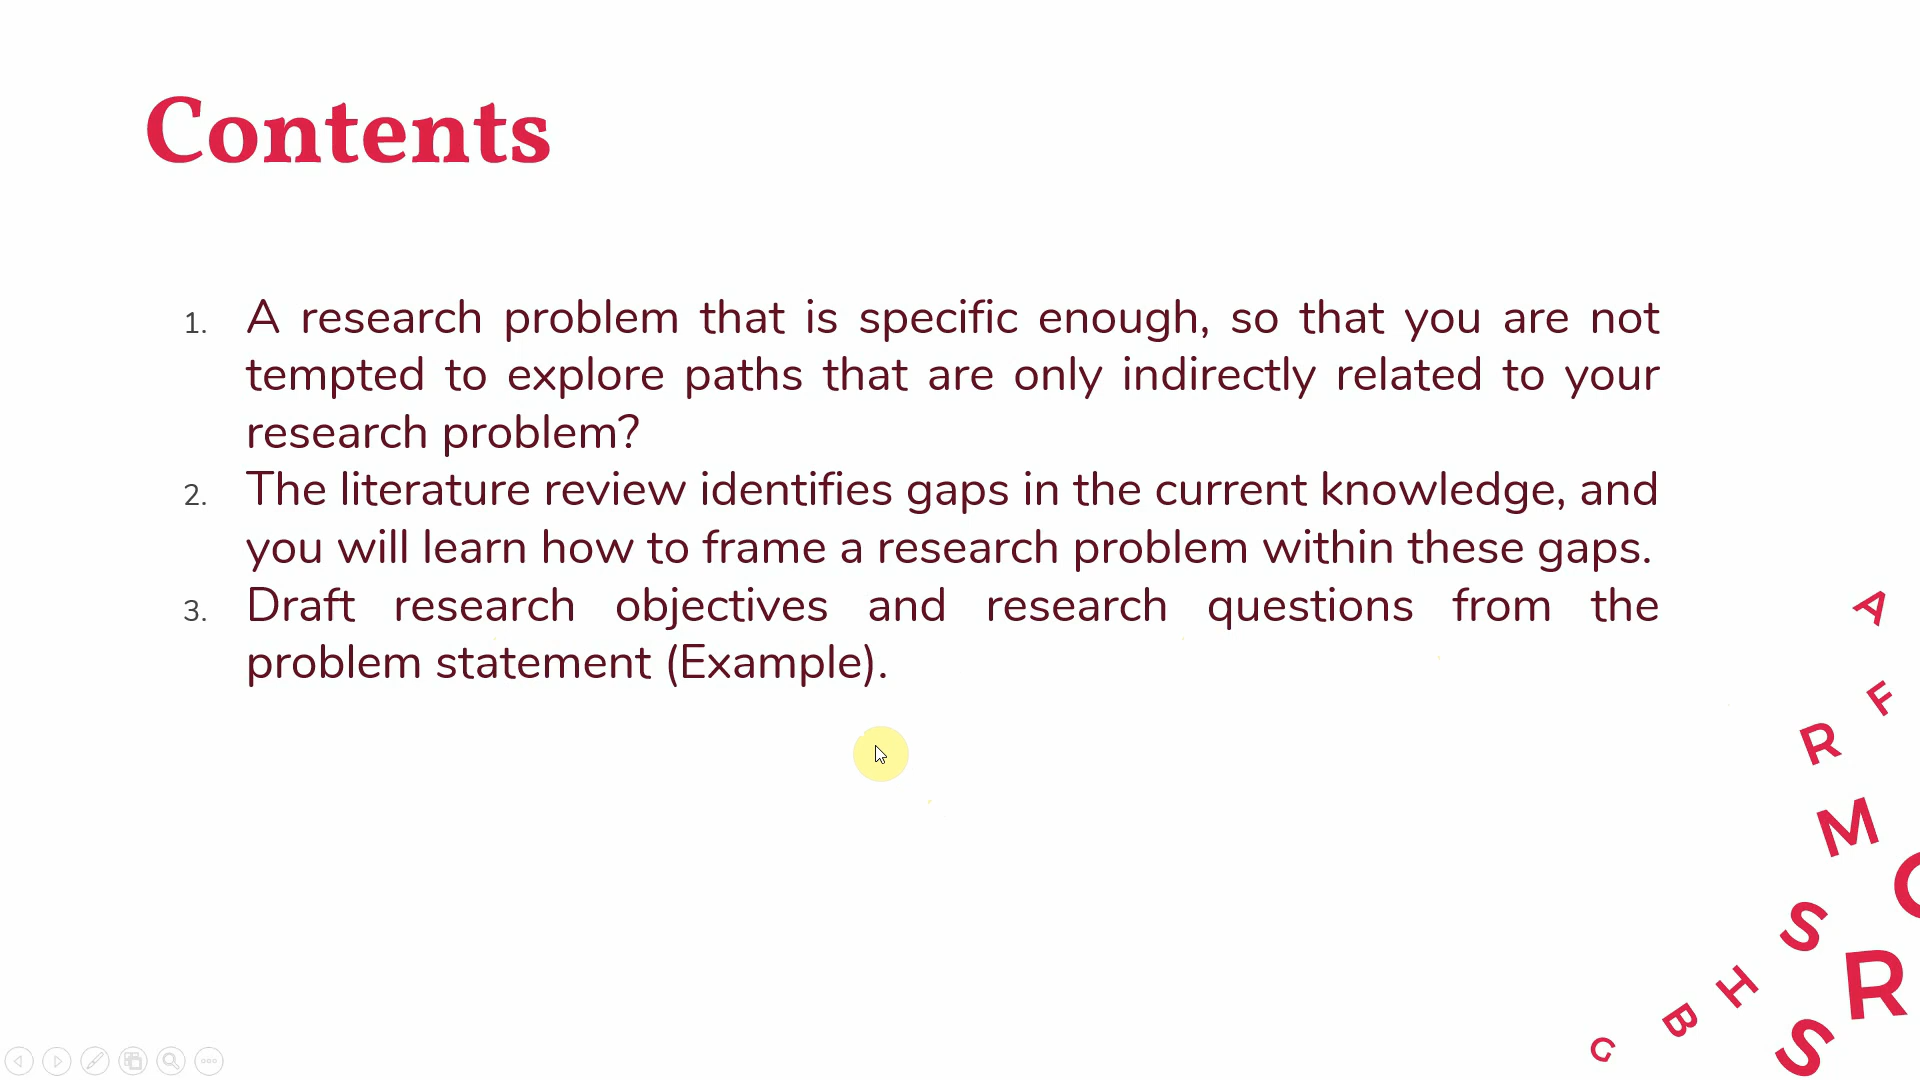 Contents
1. A research problem that is specific enough, so that you are not
tempted to explore paths that are only indirectly related to your
research problem?
2. The literature review identifies gaps in the current knowledge, and
you will learn how to frame a research problem within these gaps.
3. Draft research objectives and research questions from the
problem statement (Example).
A
F
R
M
S
R
H
B
S